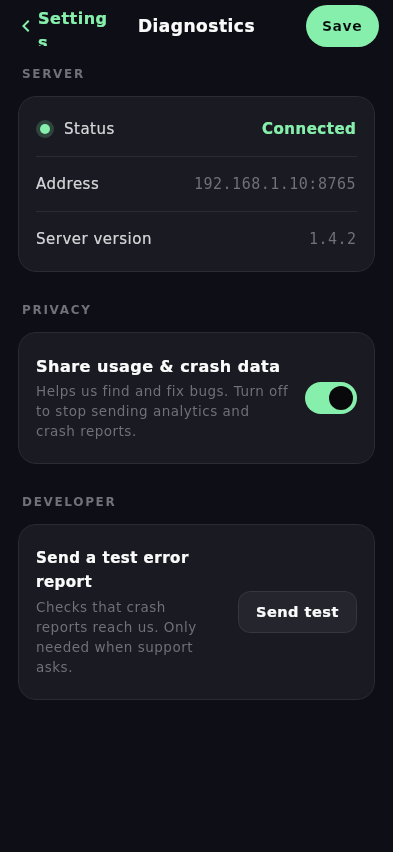 Setting
s
Diagnostics
Save
SERVER
Status
Connected
Address
192.168.1.10:8765
Server version
1.4.2
PRIVACY
Share usage & crash data
Helps us find and fix bugs. Turn off
to stop sending analytics and
crash reports.
DEVELOPER
Send a test error
report
Checks that crash
reports reach us. Only
needed when support
asks.
Send test